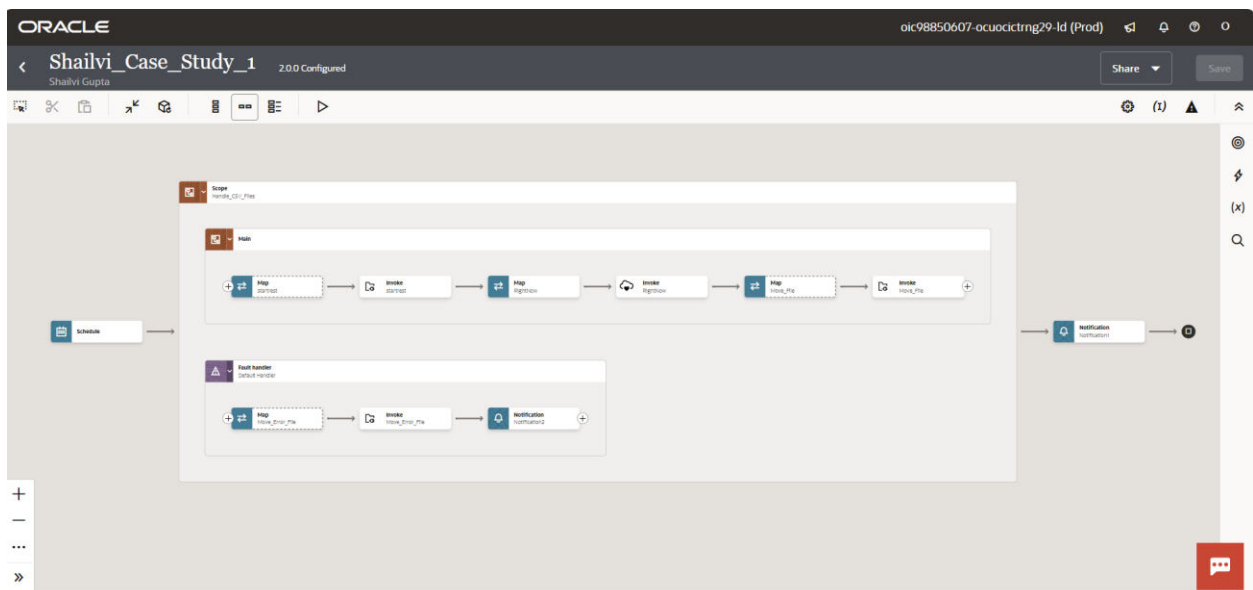 ORACLE
oic98850607-ocuocictrng29-ld (Prod)
O
Shailvi_Case_Study_1
2.0.0 Configured
Shailvi Gupta
Share
Save
(I)
(x)
Scope
Handle_CSV_Files
Main
Map
startrest
Invoke
startrest
Map
RightNow
Invoke
RightNow
Map
Move_File
Invoke
Move_File
Schedule
Notification
Notification1
Fault handler
Default Handler
Map
Move_Error_File
Invoke
Move_Error_File
Notification
Notification2